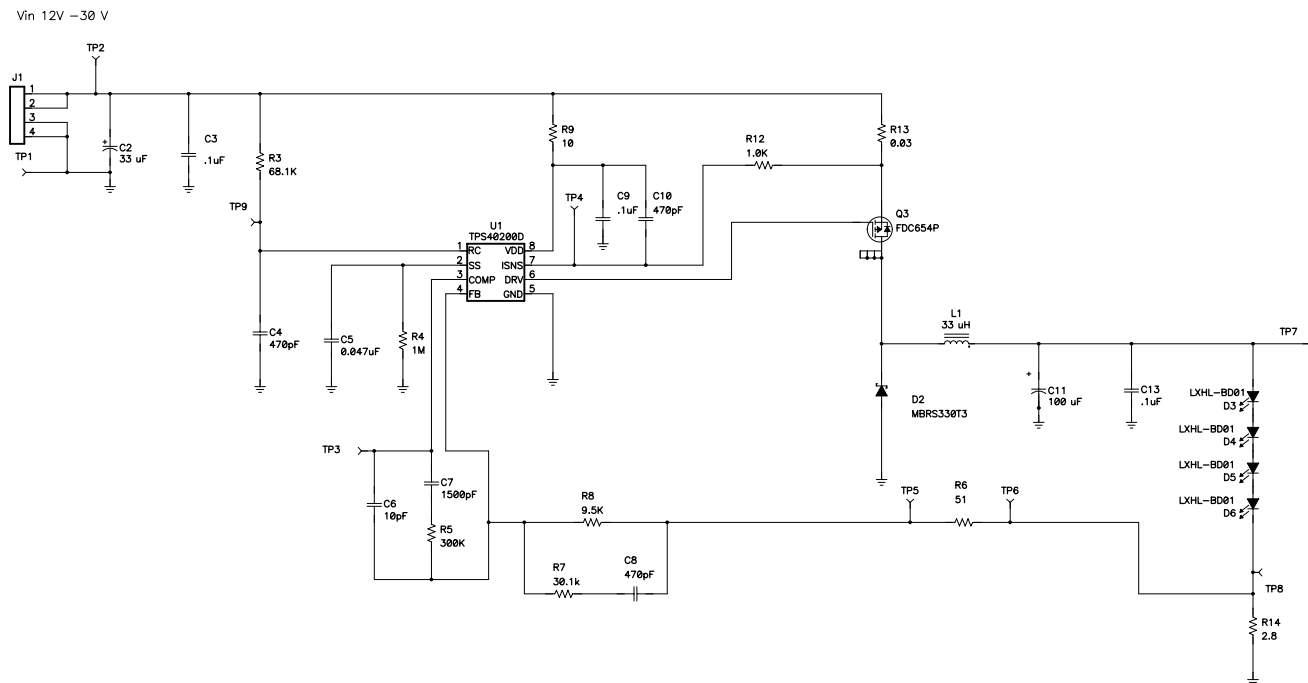 Vin 12V –30 V
TP2
J1
1
2
3
4
TP1
+
C2
33 uF
C3
.1uF
R3
68.1K
TP9
R9
10
C9
.1uF
C10
470pF
TP4
R12
1.0K
R13
0.03
Q3
FDC654P
U1
TPS40200D
1 RC VDD 8
2 SS ISNS 7
3 COMP DRV 6
4 FB GND 5
C4
470pF
C5
0.047uF
R4
1M
L1
33 uH
TP7
+
C11
100 uF
C13
.1uF
D2
MBRS330T3
LXHL-BD01
D3
LXHL-BD01
D4
LXHL-BD01
D5
LXHL-BD01
D6
TP3
C6
10pF
C7
1500pF
R5
300K
R8
9.5K
R7
30.1k
C8
470pF
TP5
R6
51
TP6
TP8
R14
2.8